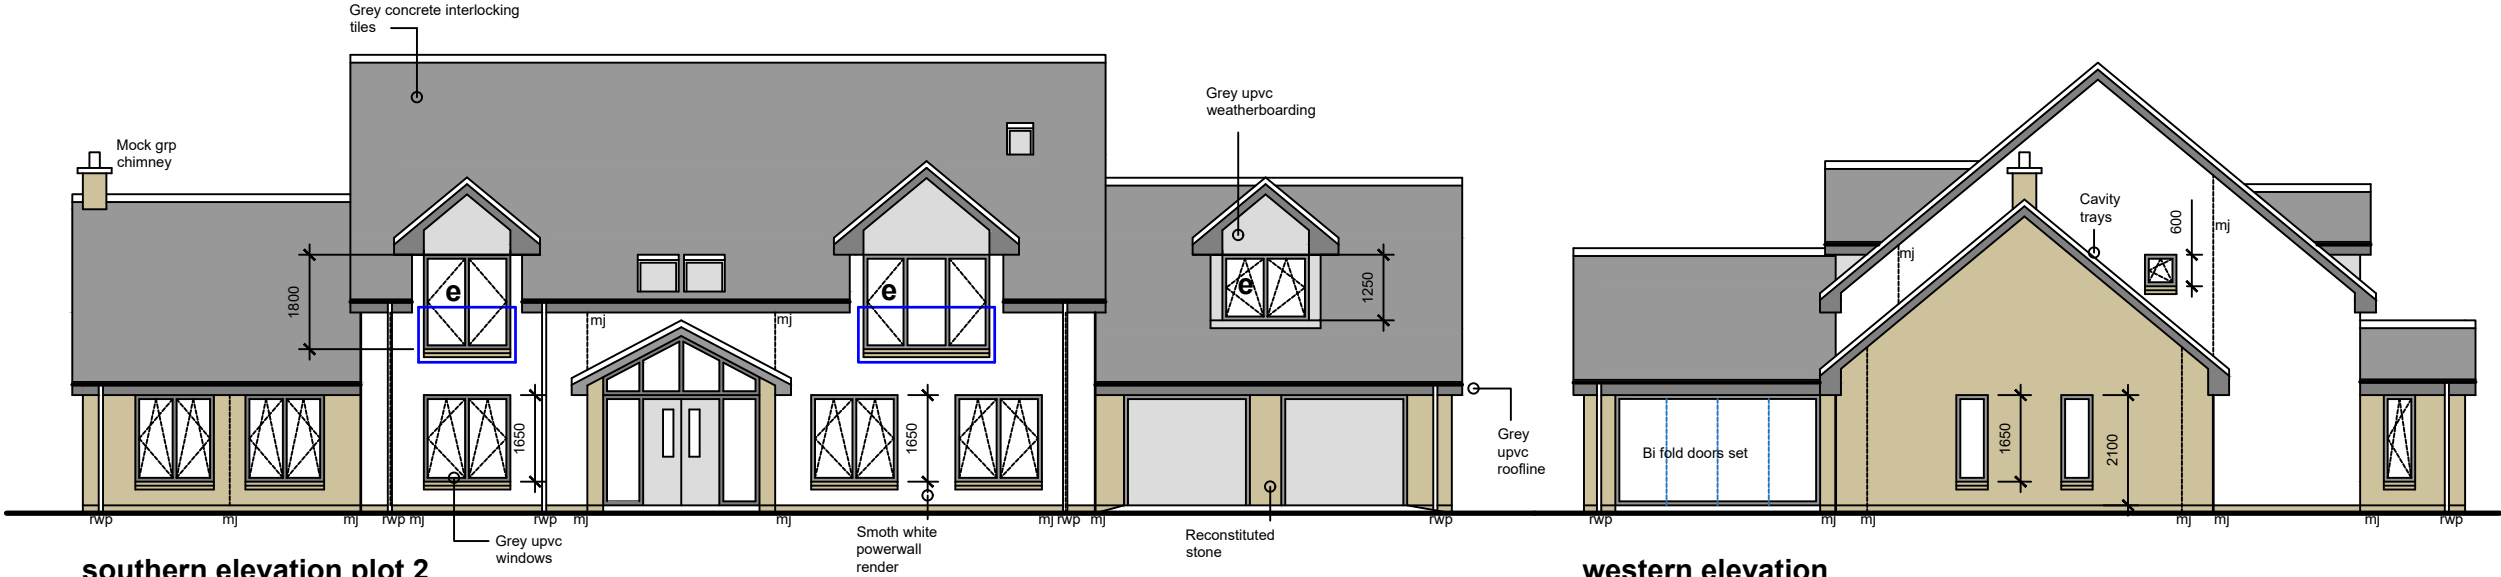 Grey concrete interlocking
tiles
Mock grp
chimney
Grey upvc
weatherboarding
Cavity
trays
600
mj
mj
e
e
e
1800
1250
mj
mj
1650
1650
1650
2100
Grey
upvc
roofline
Bi fold doors set
rwp
mj
mj
rwp
mj
rwp
mj
mj
mj
rwp
mj
rwp
rwp
mj
mj
mj
mj
mj
rwp
Grey upvc
windows
Smoth white
powerwall
render
Reconstituted
stone
southern elevation plot 2
western elevation